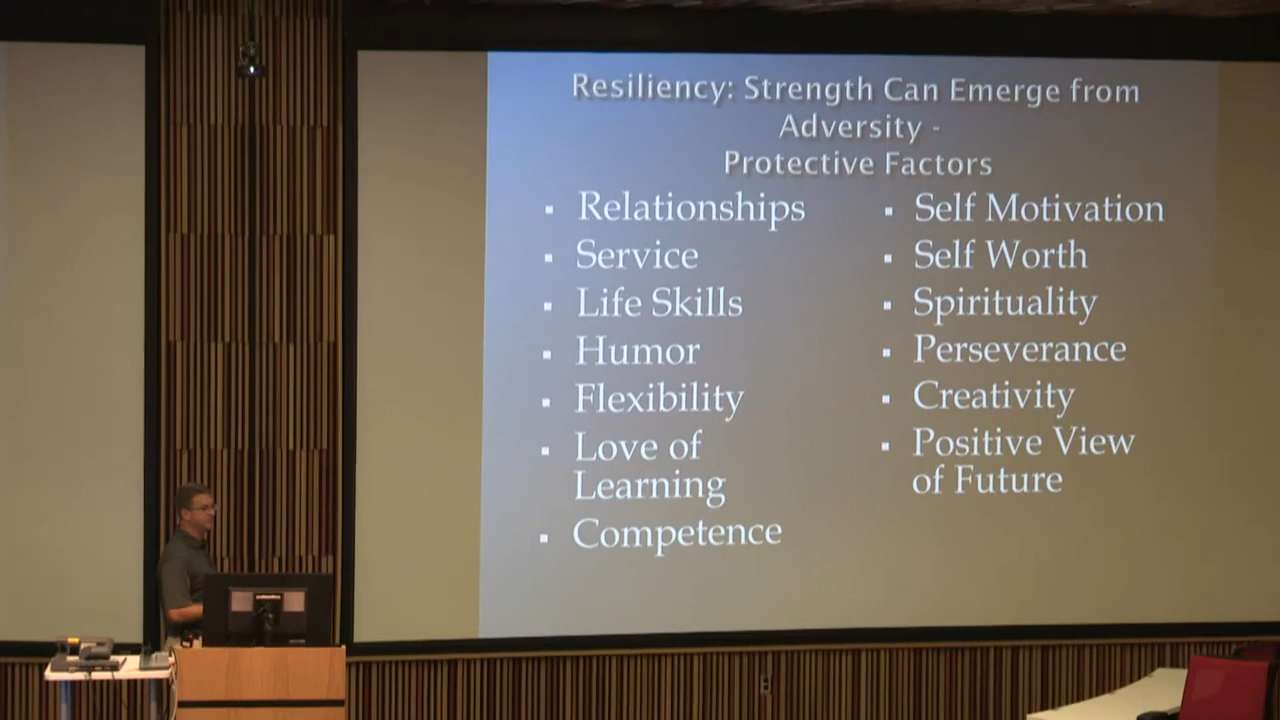 Resiliency: Strength Can Emerge from
Adversity -
Protective Factors
▪ Relationships
▪ Service
▪ Life Skills
▪ Humor
▪ Flexibility
▪ Love of
Learning
▪ Competence
▪ Self Motivation
▪ Self Worth
▪ Spirituality
▪ Perseverance
▪ Creativity
▪ Positive View
of Future